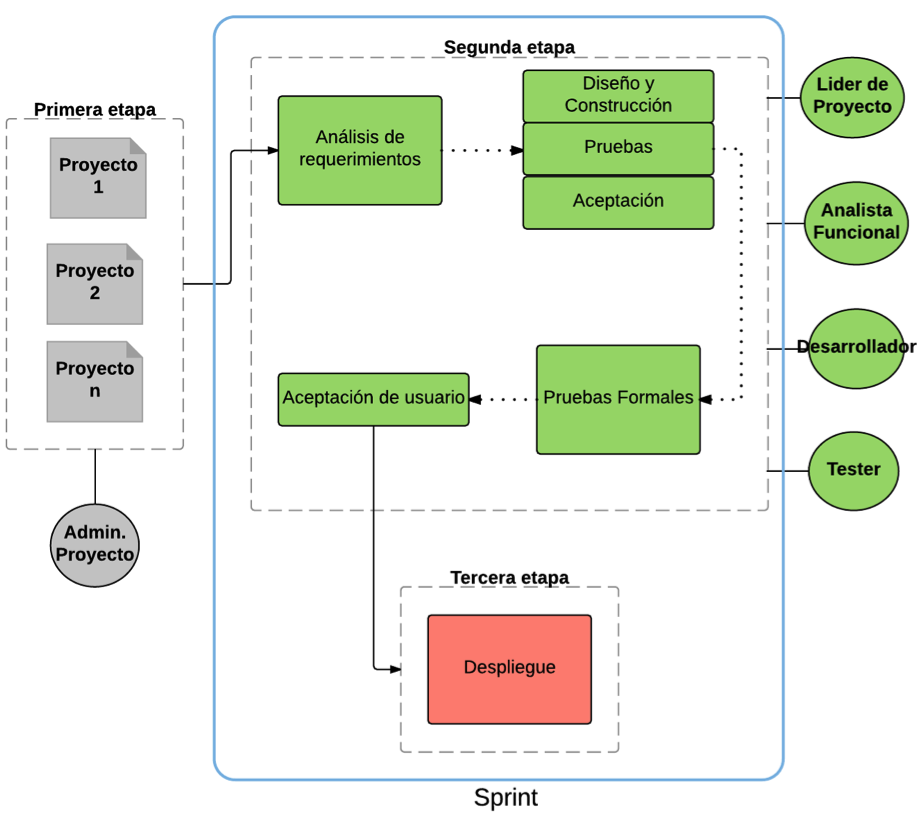 Primera etapa
Proyecto
1
Proyecto
2
Proyecto
n
Admin.
Proyecto
Segunda etapa
Análisis de
requerimientos
Diseño y
Construcción
Pruebas
Aceptación
Aceptación de usuario
Pruebas Formales
Tercera etapa
Despliegue
Sprint
Lider de
Proyecto
Analista
Funcional
Desarrollador
Tester